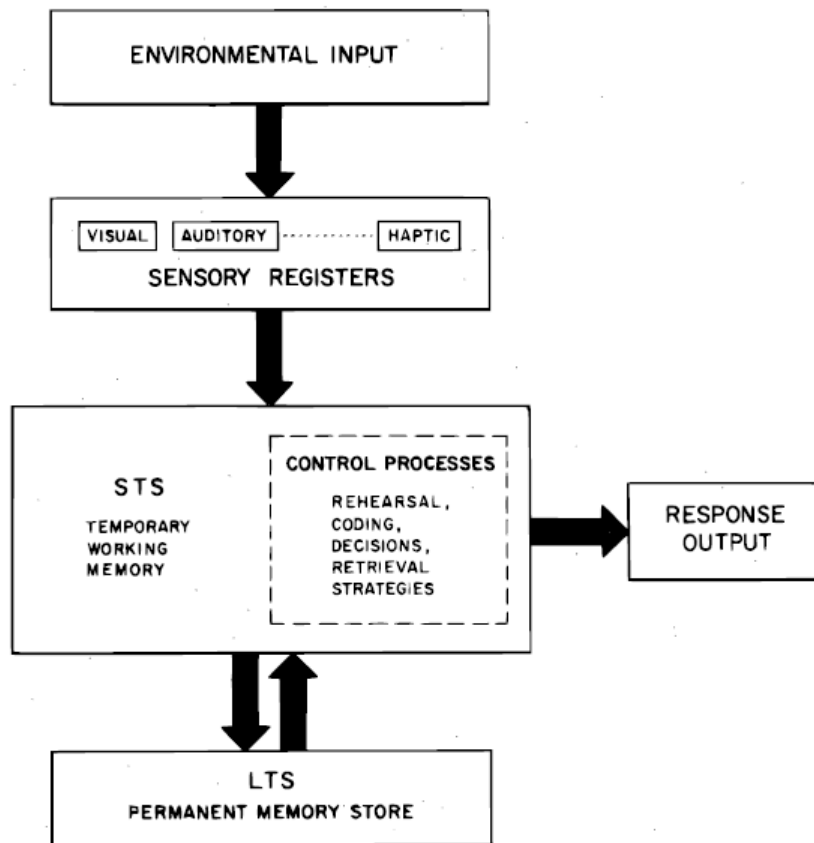 ENVIRONMENTAL INPUT
VISUAL
AUDITORY
HAPTIC
SENSORY REGISTERS
STS
TEMPORARY
WORKING
MEMORY
CONTROL PROCESSES
REHEARSAL,
CODING,
DECISIONS,
RETRIEVAL
STRATEGIES
RESPONSE
OUTPUT
LTS
PERMANENT MEMORY STORE